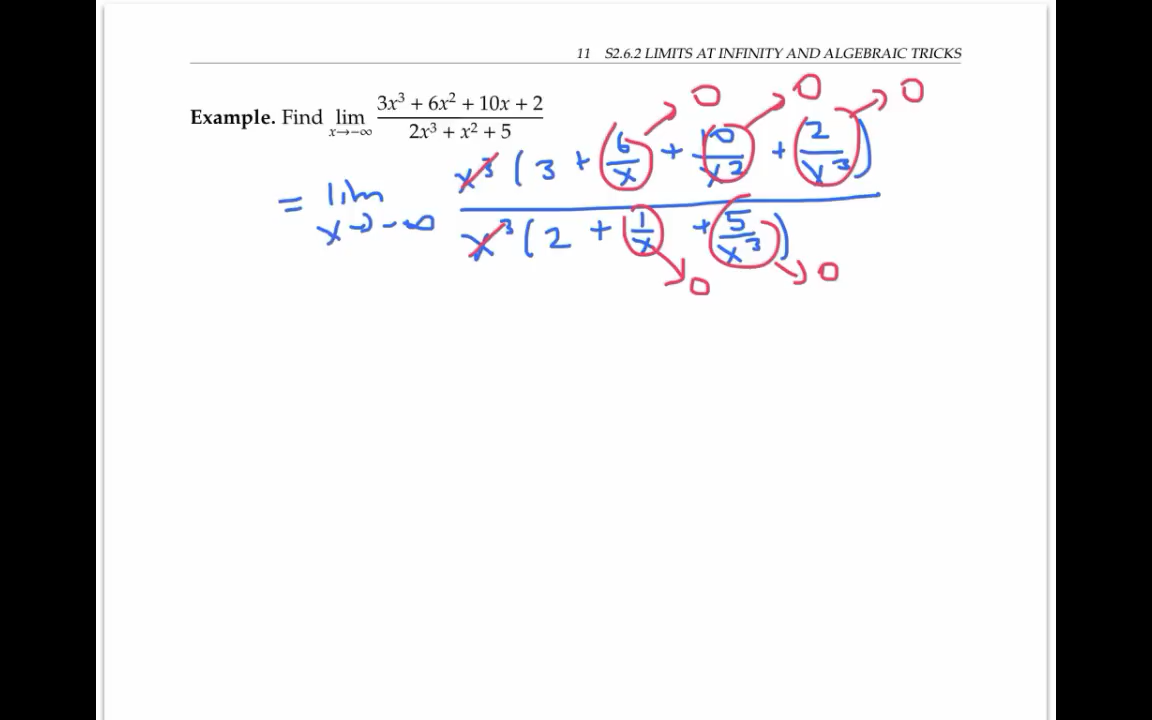 11 S2.6.2 LIMITS AT INFINITY AND ALGEBRAIC TRICKS
Example. Find lim x→−∞ (3x³ + 6x² + 10x + 2)/(2x³ + x² + 5)
0 0 0
= lim x→−∞ x³(3 + 6/x + 10/x² + 2/x³)
x³(2 + 1/x + 5/x³)
0 0